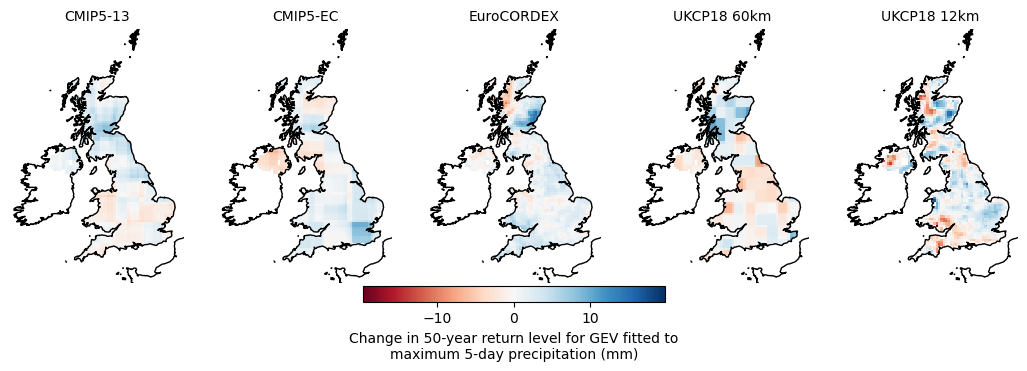 CMIP5-13
CMIP5-EC
EuroCORDEX
UKCP18 60km
UKCP18 12km
−10
0
10
Change in 50-year return level for GEV fitted to
maximum 5-day precipitation (mm)